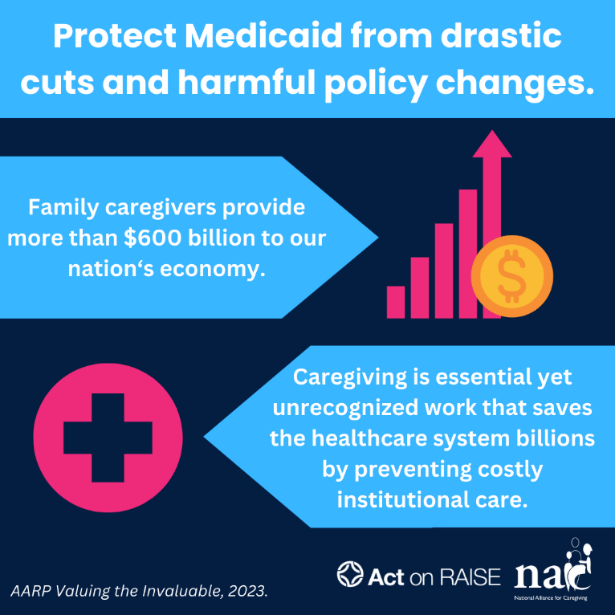 Protect Medicaid from drastic
cuts and harmful policy changes.
Family caregivers provide
more than $600 billion to our
nation‘s economy.
$
Caregiving is essential yet
unrecognized work that saves
the healthcare system billions
by preventing costly
institutional care.
AARP Valuing the Invaluable, 2023.
Act on RAISE
nac
National Alliance for Caregiving